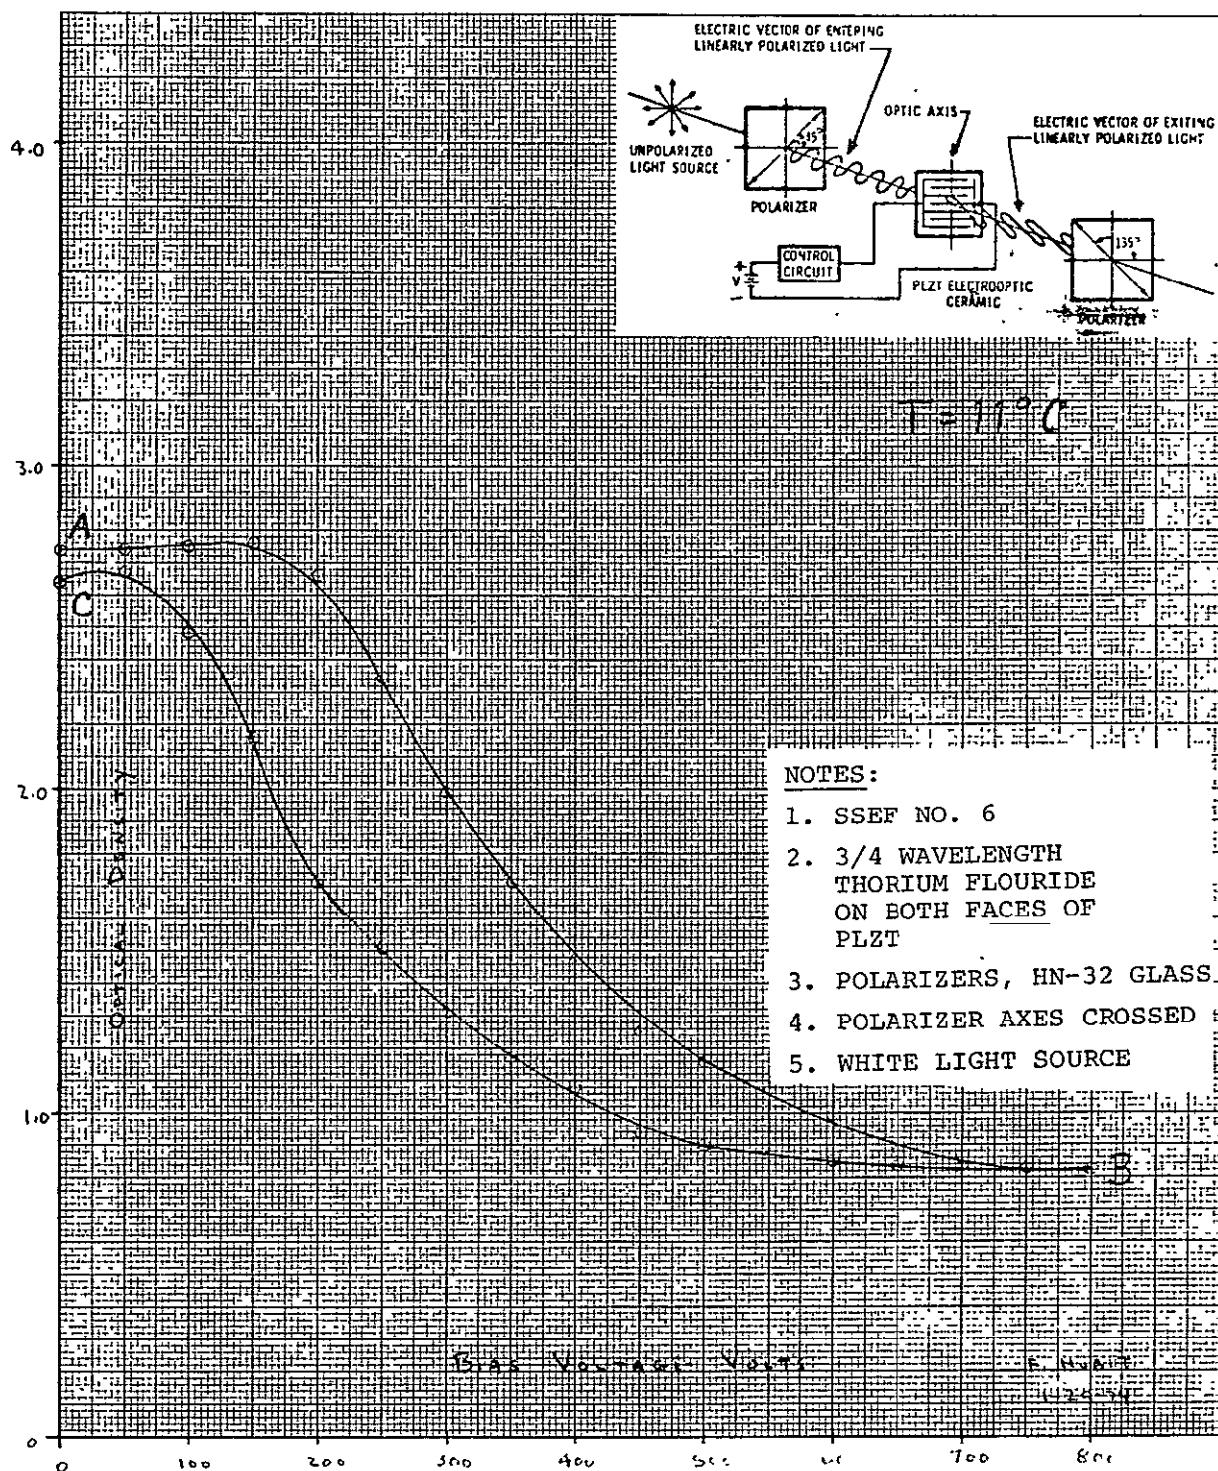 ELECTRIC VECTOR OF ENTEPING
LINEARLY POLARIZED LIGHT
OPTIC AXIS
ELECTRIC VECTOR OF EXITING
LINEARLY POLARIZED LIGHT
UNPOLARIZED
LIGHT SOURCE
45°
POLARIZER
CONTROL
CIRCUIT
+
V
-
PLZT ELECTROOPTIC
CERAMIC
135°
POLARIZER
T = 11°C
4.0
3.0
2.0
1.0
0
A
C
B
OPTICAL DENSITY
NOTES:
1. SSEF NO. 6
2. 3/4 WAVELENGTH
THORIUM FLOURIDE
ON BOTH FACES OF
PLZT
3. POLARIZERS, HN-32 GLASS
4. POLARIZER AXES CROSSED
5. WHITE LIGHT SOURCE
BIAS VOLTAGE VOLTS
0 100 200 300 400 700 800